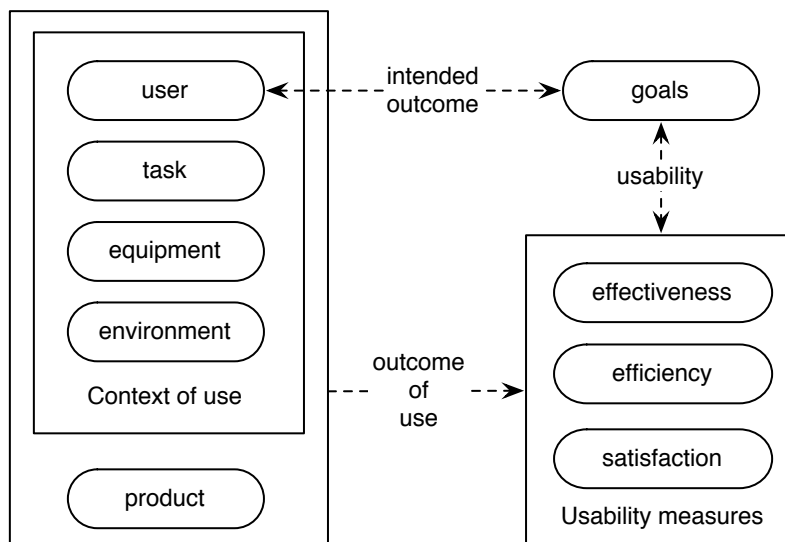 user
intended
outcome
goals
task
usability
equipment
effectiveness
environment
outcome
of
use
efficiency
Context of use
satisfaction
product
Usability measures